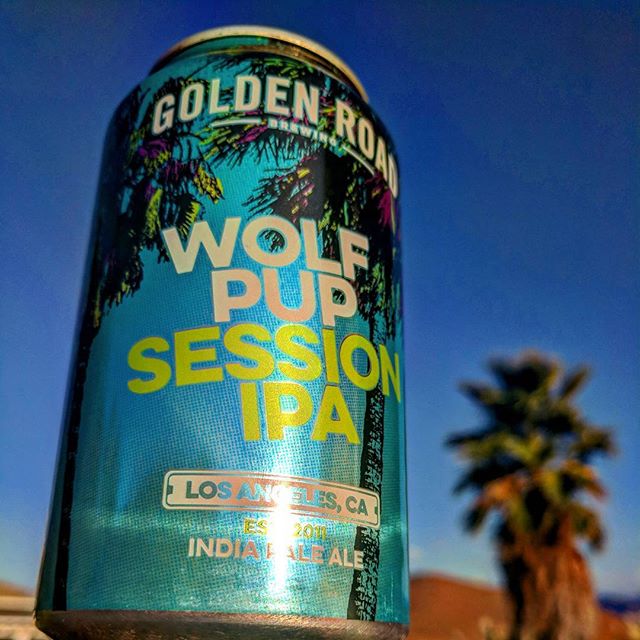 GOLDEN ROAD
BREWING
WOLF
PUP
SESSION
IPA
LOS ANGELES, CA
EST. 2011
INDIA PALE ALE